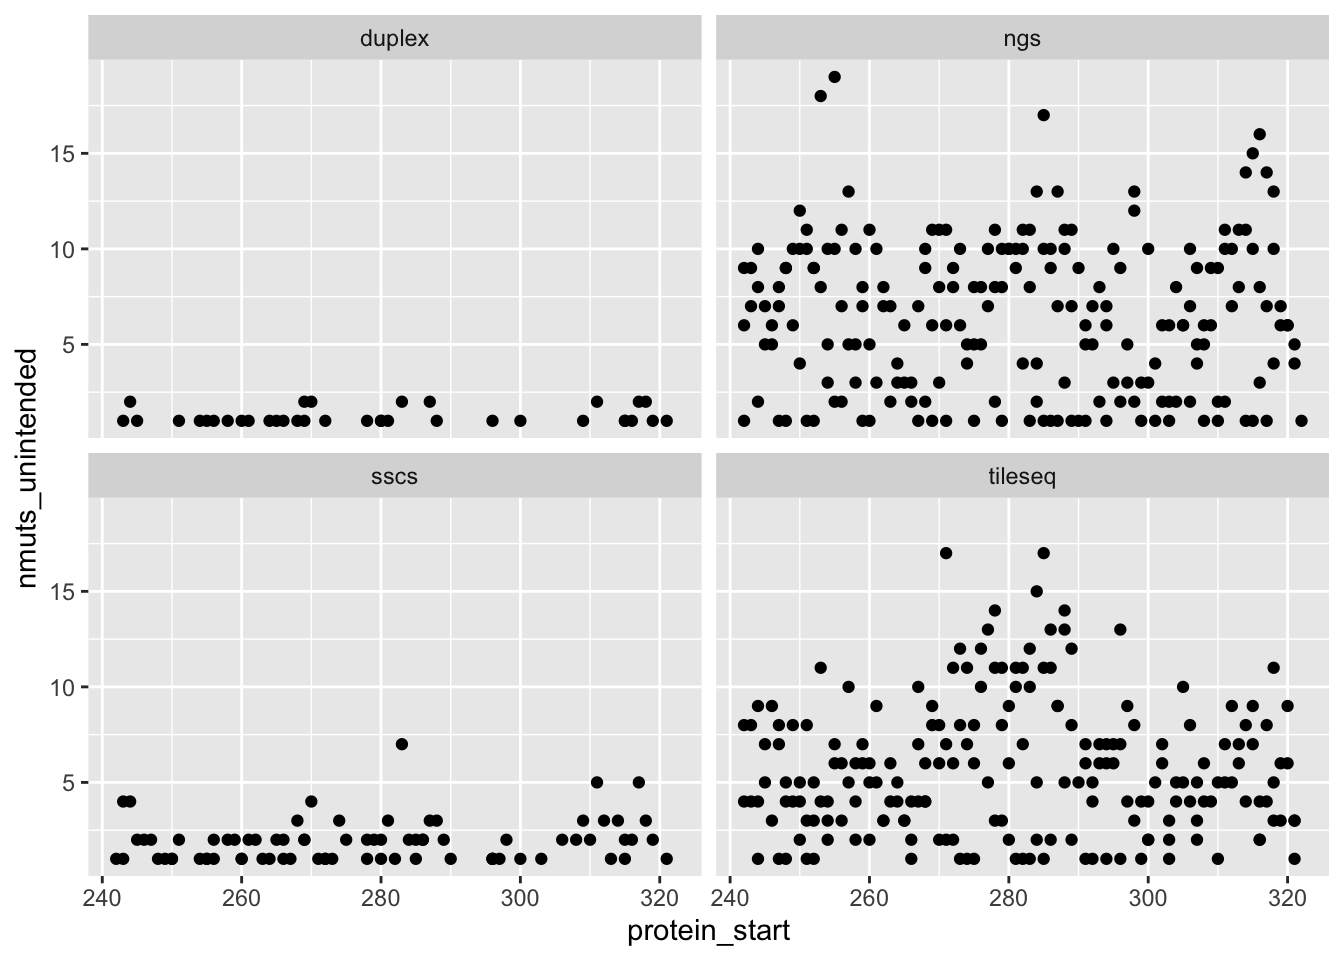 duplex
ngs
15
10
5
sscs
tileseq
15
10
5
nmuts_unintended
240 260 280 300 320 240 260 280 300 320
protein_start